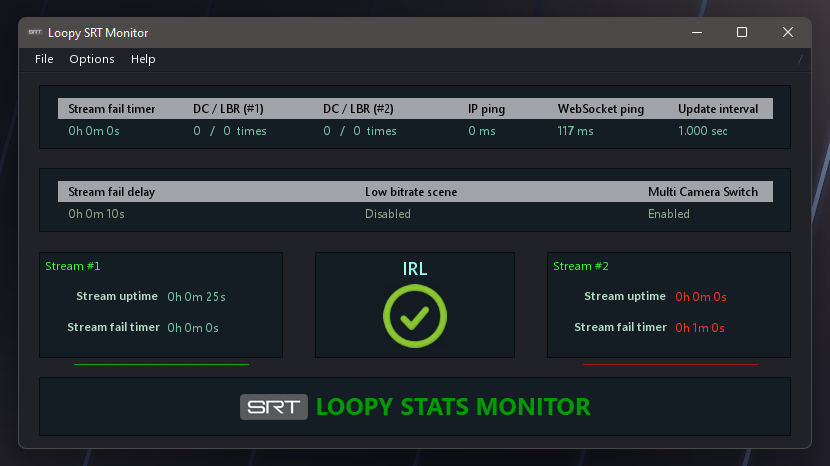 SRT Loopy SRT Monitor
File Options Help
Stream fail timer DC / LBR (#1) DC / LBR (#2) IP ping WebSocket ping Update interval
0h 0m 0s 0 / 0 times 0 / 0 times 0 ms 117 ms 1.000 sec
Stream fail delay Low bitrate scene Multi Camera Switch
0h 0m 10s Disabled Enabled
Stream #1
Stream uptime 0h 0m 25s
Stream fail timer 0h 0m 0s
IRL
Stream #2
Stream uptime 0h 0m 0s
Stream fail timer 0h 1m 0s
SRT LOOPY STATS MONITOR